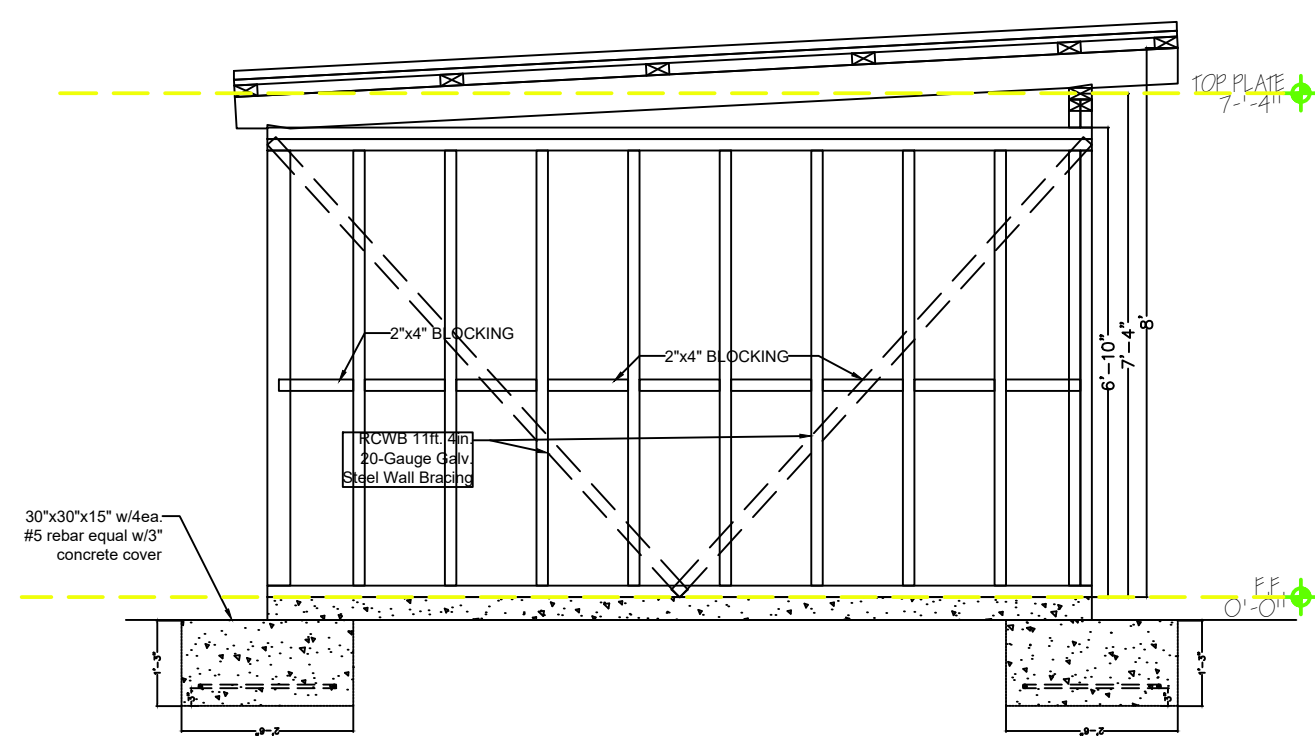 TOP PLATE
7'-4"
2"x4" BLOCKING
2"x4" BLOCKING
6'-10"
7'-4"
8'
RCWB 11ft. 4in.
20-Gauge Galv.
Steel Wall Bracing
30"x30"x15" w/4ea.
#5 rebar equal w/3"
concrete cover
F.F.
0'-0"
1'-3"
3"
2'-6"
1'-3"
3"
2'-6"